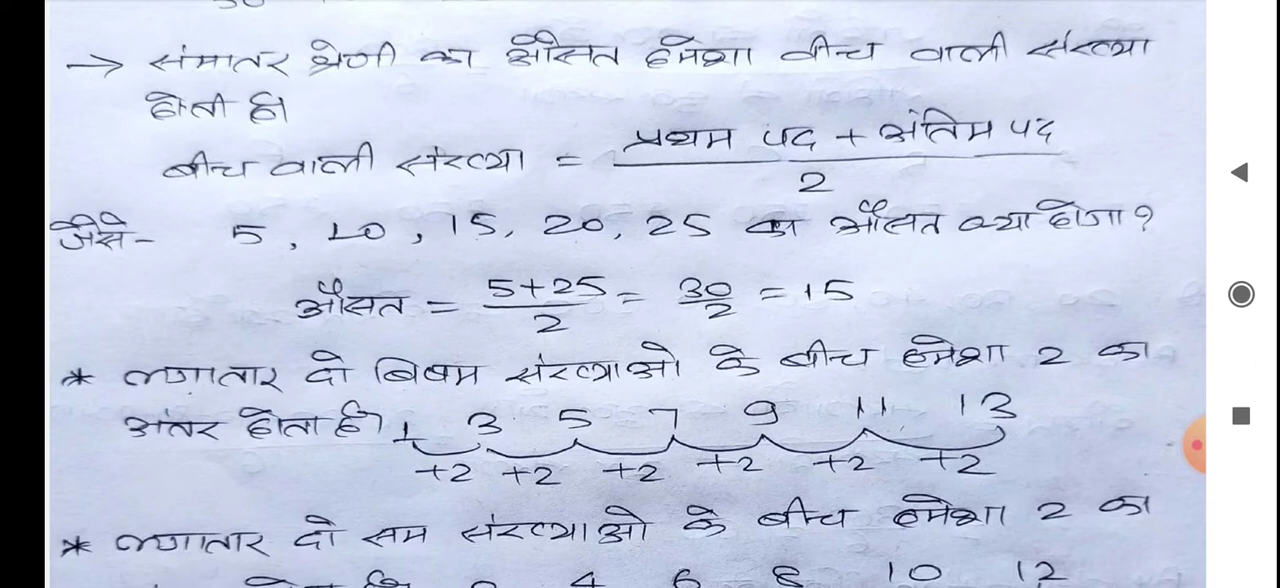 → संमातर श्रेणी का औसत हमेशा बीच वाली संख्या
होती है।
बीच वाली संख्या = प्रथम पद + अंतिम पद / 2
जैसे- 5, 10, 15, 20, 25 का औसत क्या होगा?
औसत = 5+25 / 2 = 30 / 2 = 15
* लगातार दो विषम संख्याओ के बीच हमेशा 2 का
अंतर होता है। 1 3 5 7 9 11 13
+2 +2 +2 +2 +2 +2
* लगातार दो सम संख्याओ के बीच हमेशा 2 का
4 6 8 10 12